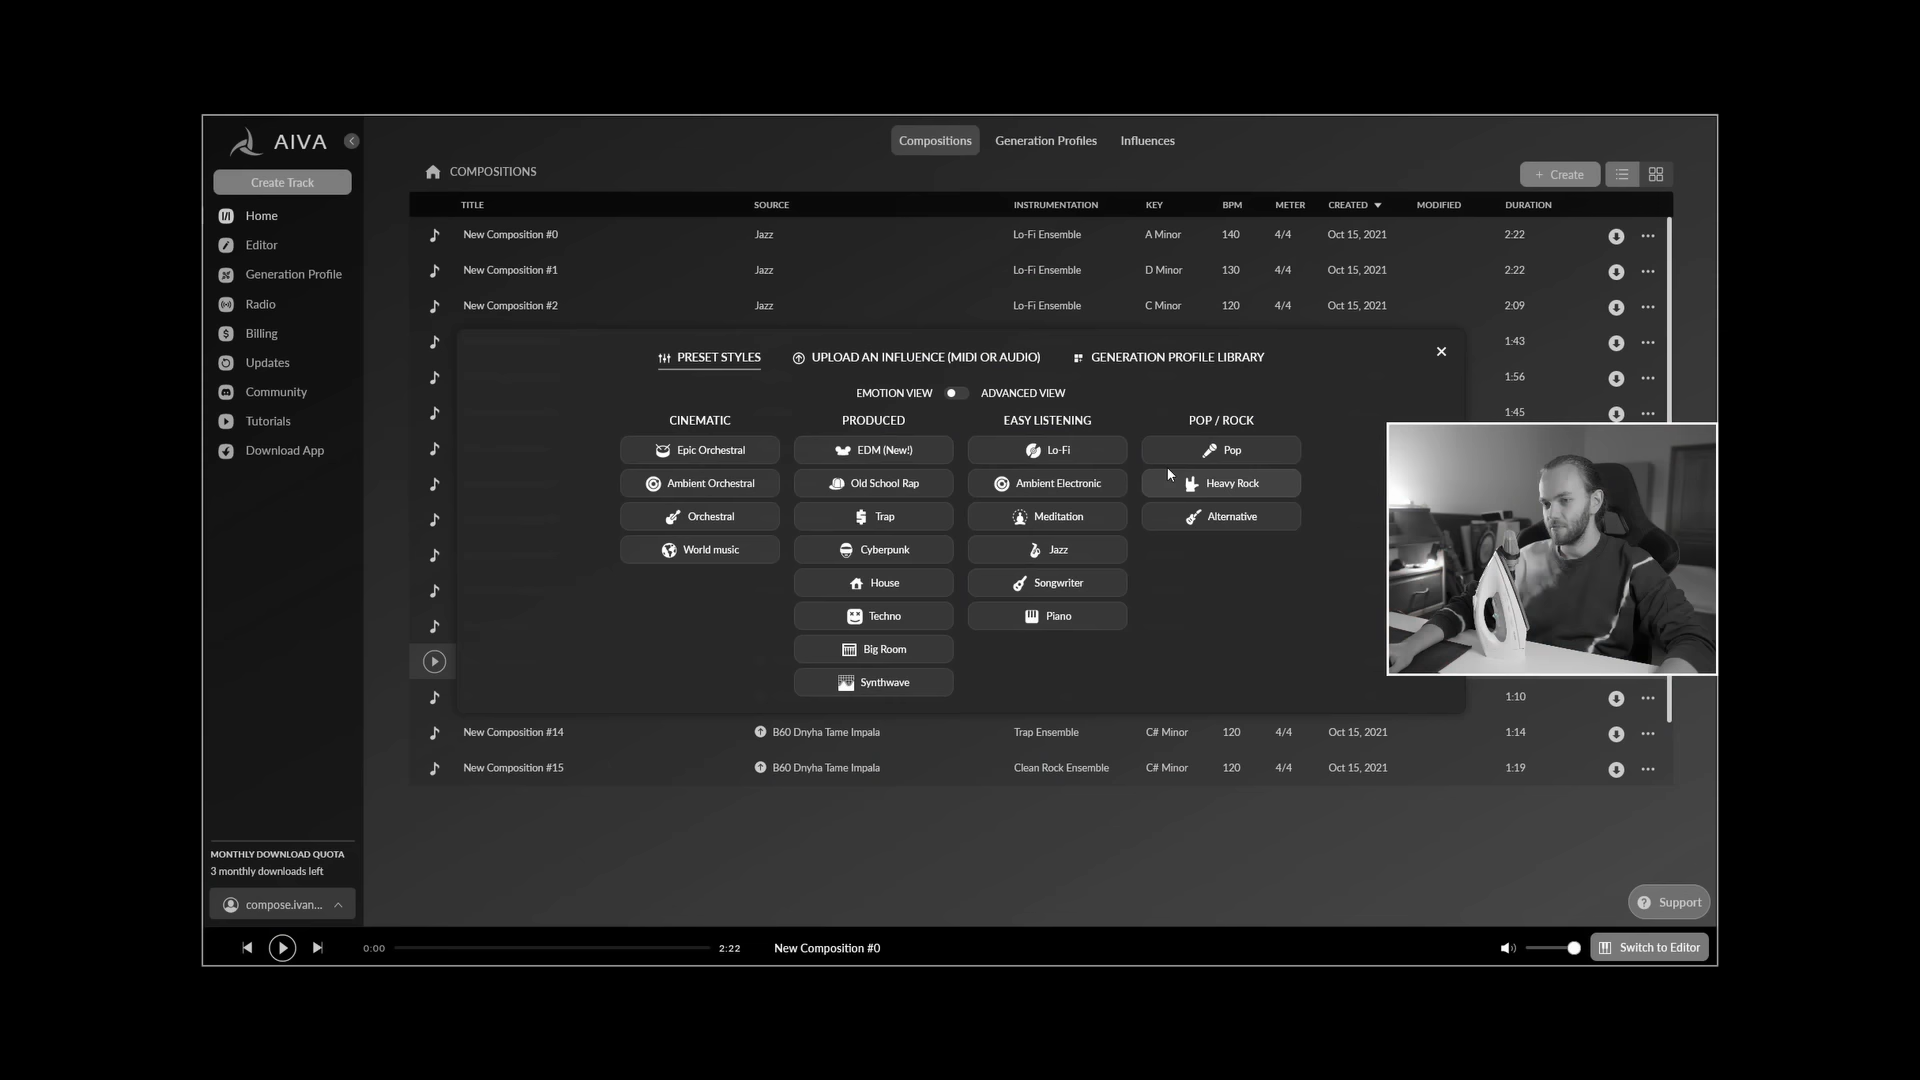 AIVA
Compositions Generation Profiles Influences
COMPOSITIONS
+ Create
Create Track
Home
Editor
Generation Profile
Radio
Billing
Updates
Community
Tutorials
Download App
TITLE SOURCE INSTRUMENTATION KEY BPM METER CREATED MODIFIED DURATION
New Composition #0 Jazz Lo-Fi Ensemble A Minor 140 4/4 Oct 15, 2021 2:22
New Composition #1 Jazz Lo-Fi Ensemble D Minor 130 4/4 Oct 15, 2021 2:22
New Composition #2 Jazz Lo-Fi Ensemble C Minor 120 4/4 Oct 15, 2021 2:09
1:43
1:56
1:45
PRESET STYLES UPLOAD AN INFLUENCE (MIDI OR AUDIO) GENERATION PROFILE LIBRARY
EMOTION VIEW ADVANCED VIEW
CINEMATIC
Epic Orchestral
Ambient Orchestral
Orchestral
World music
PRODUCED
EDM (New!)
Old School Rap
Trap
Cyberpunk
House
Techno
Big Room
Synthwave
EASY LISTENING
Lo-Fi
Ambient Electronic
Meditation
Jazz
Songwriter
Piano
POP / ROCK
Pop
Heavy Rock
Alternative
1:10
New Composition #14 B60 Dnyha Tame Impala Trap Ensemble C# Minor 120 4/4 Oct 15, 2021 1:14
New Composition #15 B60 Dnyha Tame Impala Clean Rock Ensemble C# Minor 120 4/4 Oct 15, 2021 1:19
MONTHLY DOWNLOAD QUOTA
3 monthly downloads left
compose.ivan...
Support
0:00 2:22 New Composition #0
Switch to Editor